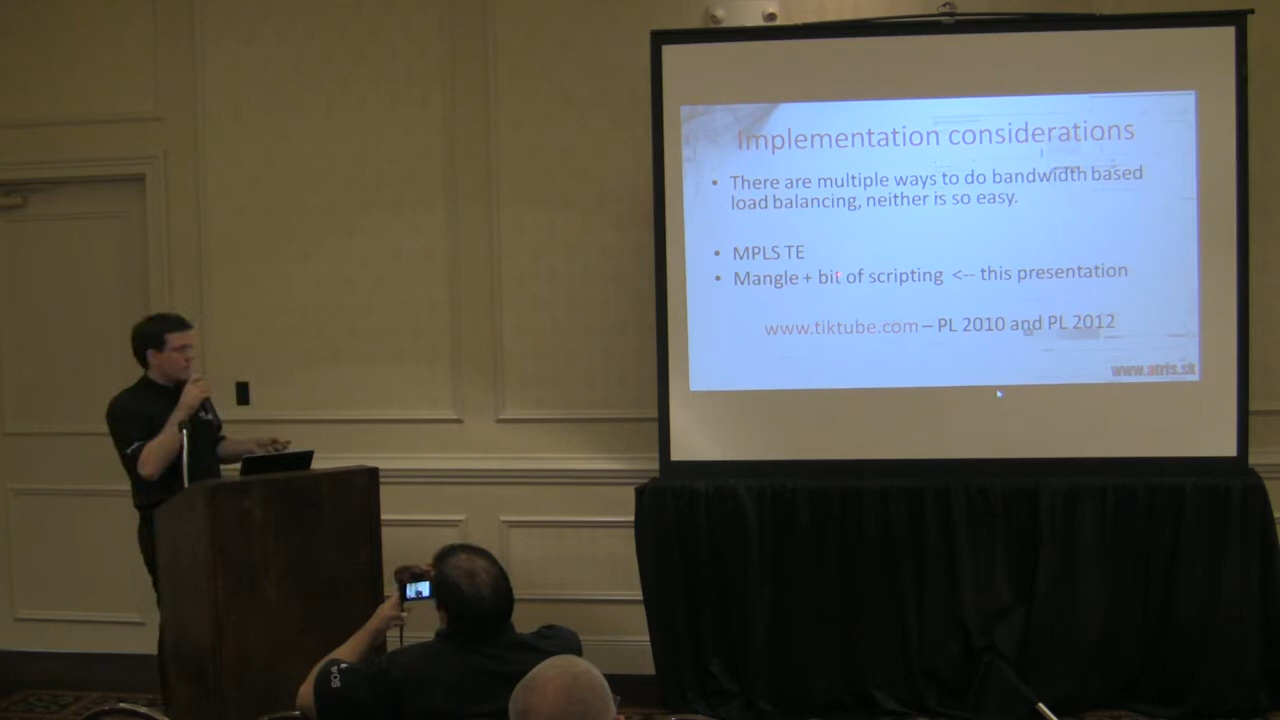 Implementation considerations
• There are multiple ways to do bandwidth based
load balancing, neither is so easy.
• MPLS TE
• Mangle + bit of scripting <-- this presentation
www.tiktube.com – PL 2010 and PL 2012
www.atris.sk